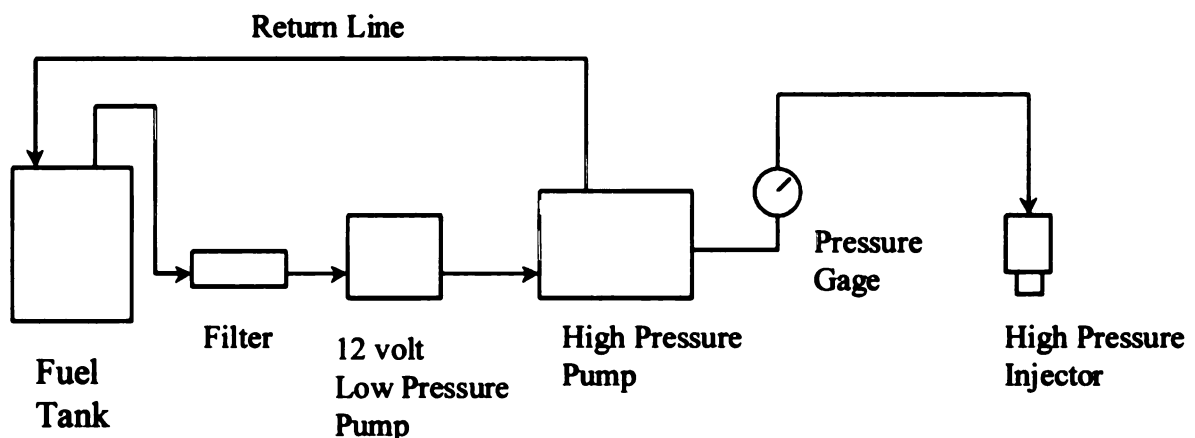 Return Line
Pressure
Gage
Filter
12 volt
Low Pressure
Pump
High Pressure
Pump
High Pressure
Injector
Fuel
Tank